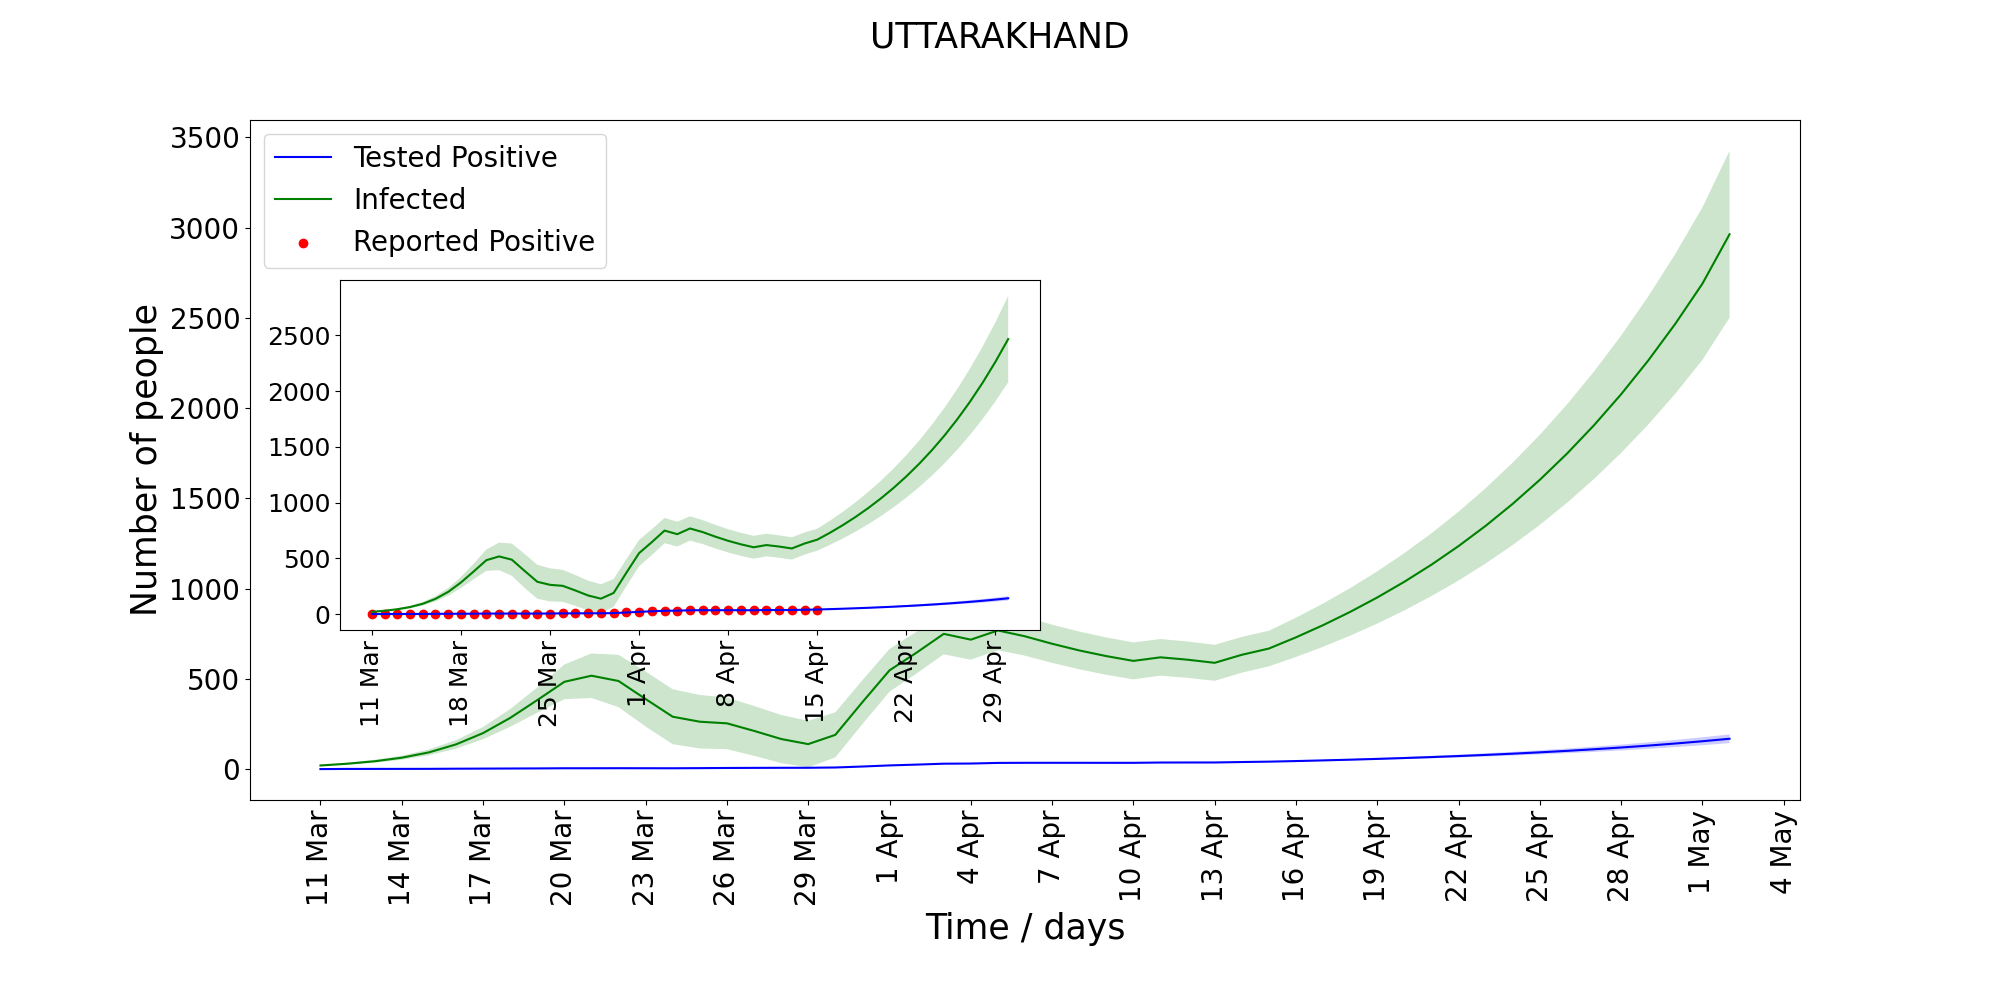 UTTARAKHAND
Tested Positive
Infected
Reported Positive
Number of people
3500
3000
2500
2000
1500
1000
500
0
2500
2000
1500
1000
500
0
11 Mar
18 Mar
25 Mar
1 Apr
8 Apr
15 Apr
22 Apr
29 Apr
11 Mar
14 Mar
17 Mar
20 Mar
23 Mar
26 Mar
29 Mar
1 Apr
4 Apr
7 Apr
10 Apr
13 Apr
16 Apr
19 Apr
22 Apr
25 Apr
28 Apr
1 May
4 May
Time / days